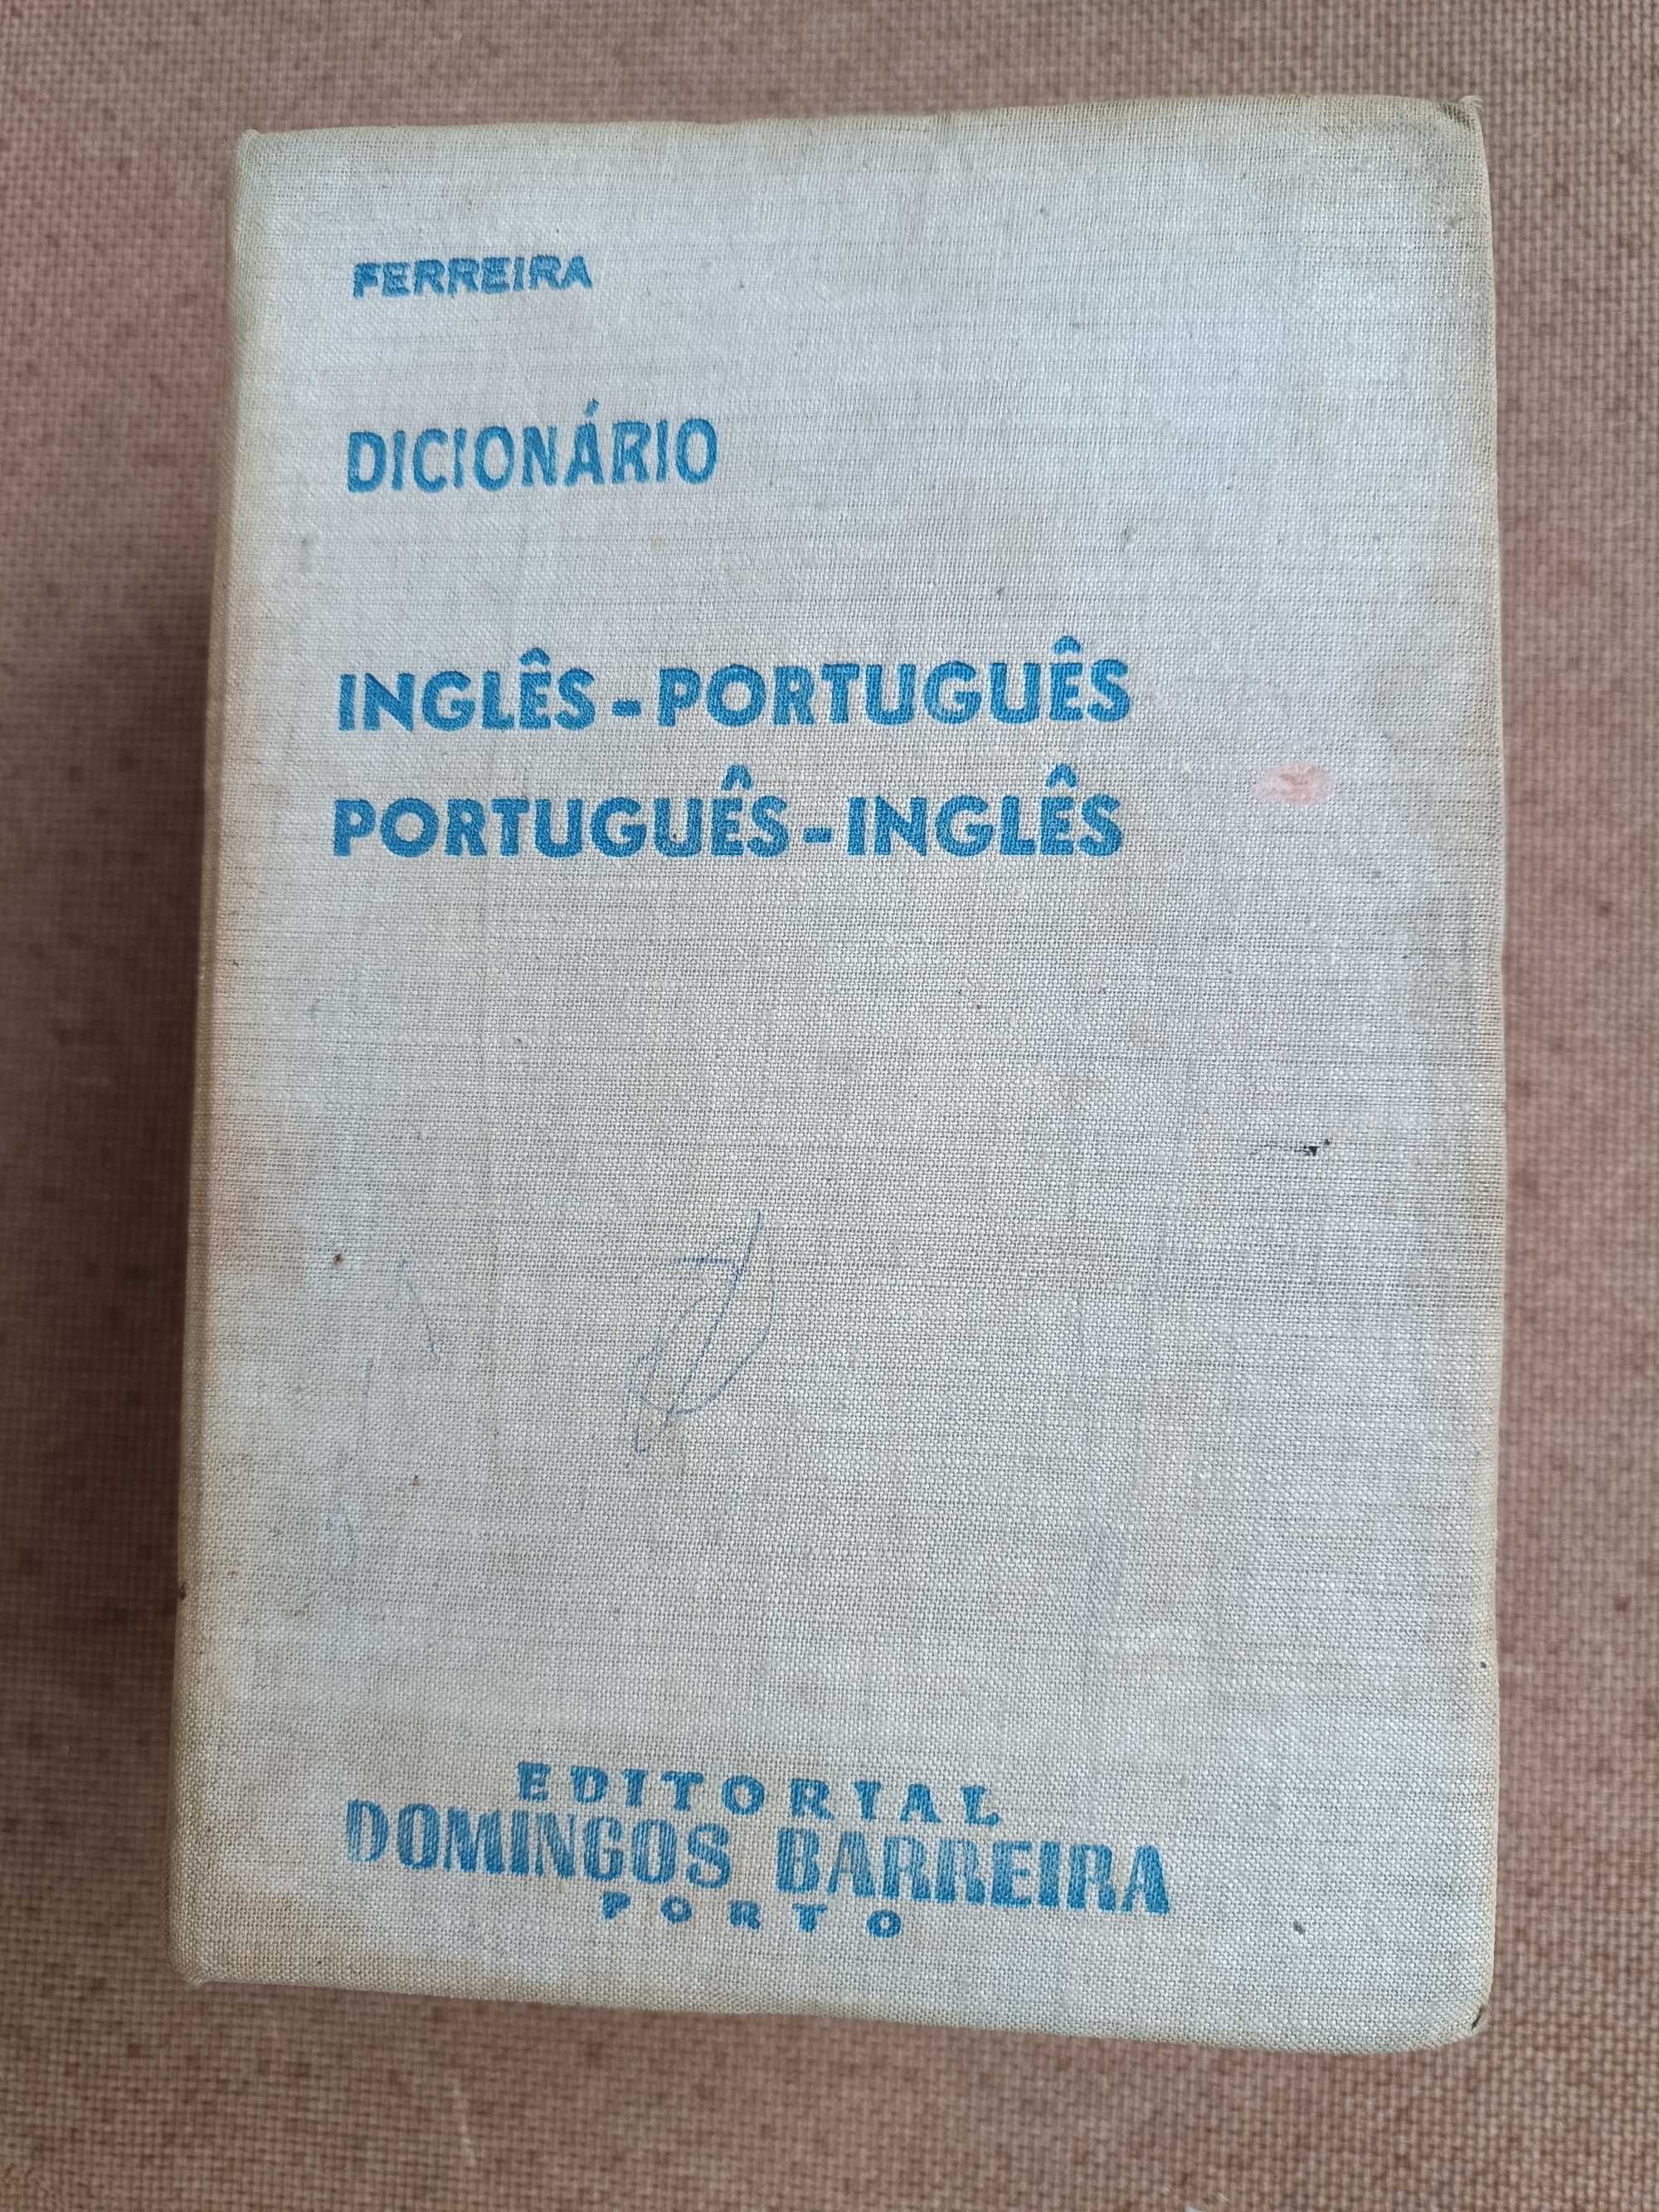 FERREIRA
DICIONÁRIO
INGLÊS-PORTUGUÊS
PORTUGUÊS-INGLÊS
EDITORIAL
DOMINGOS BARREIRA
PORTO